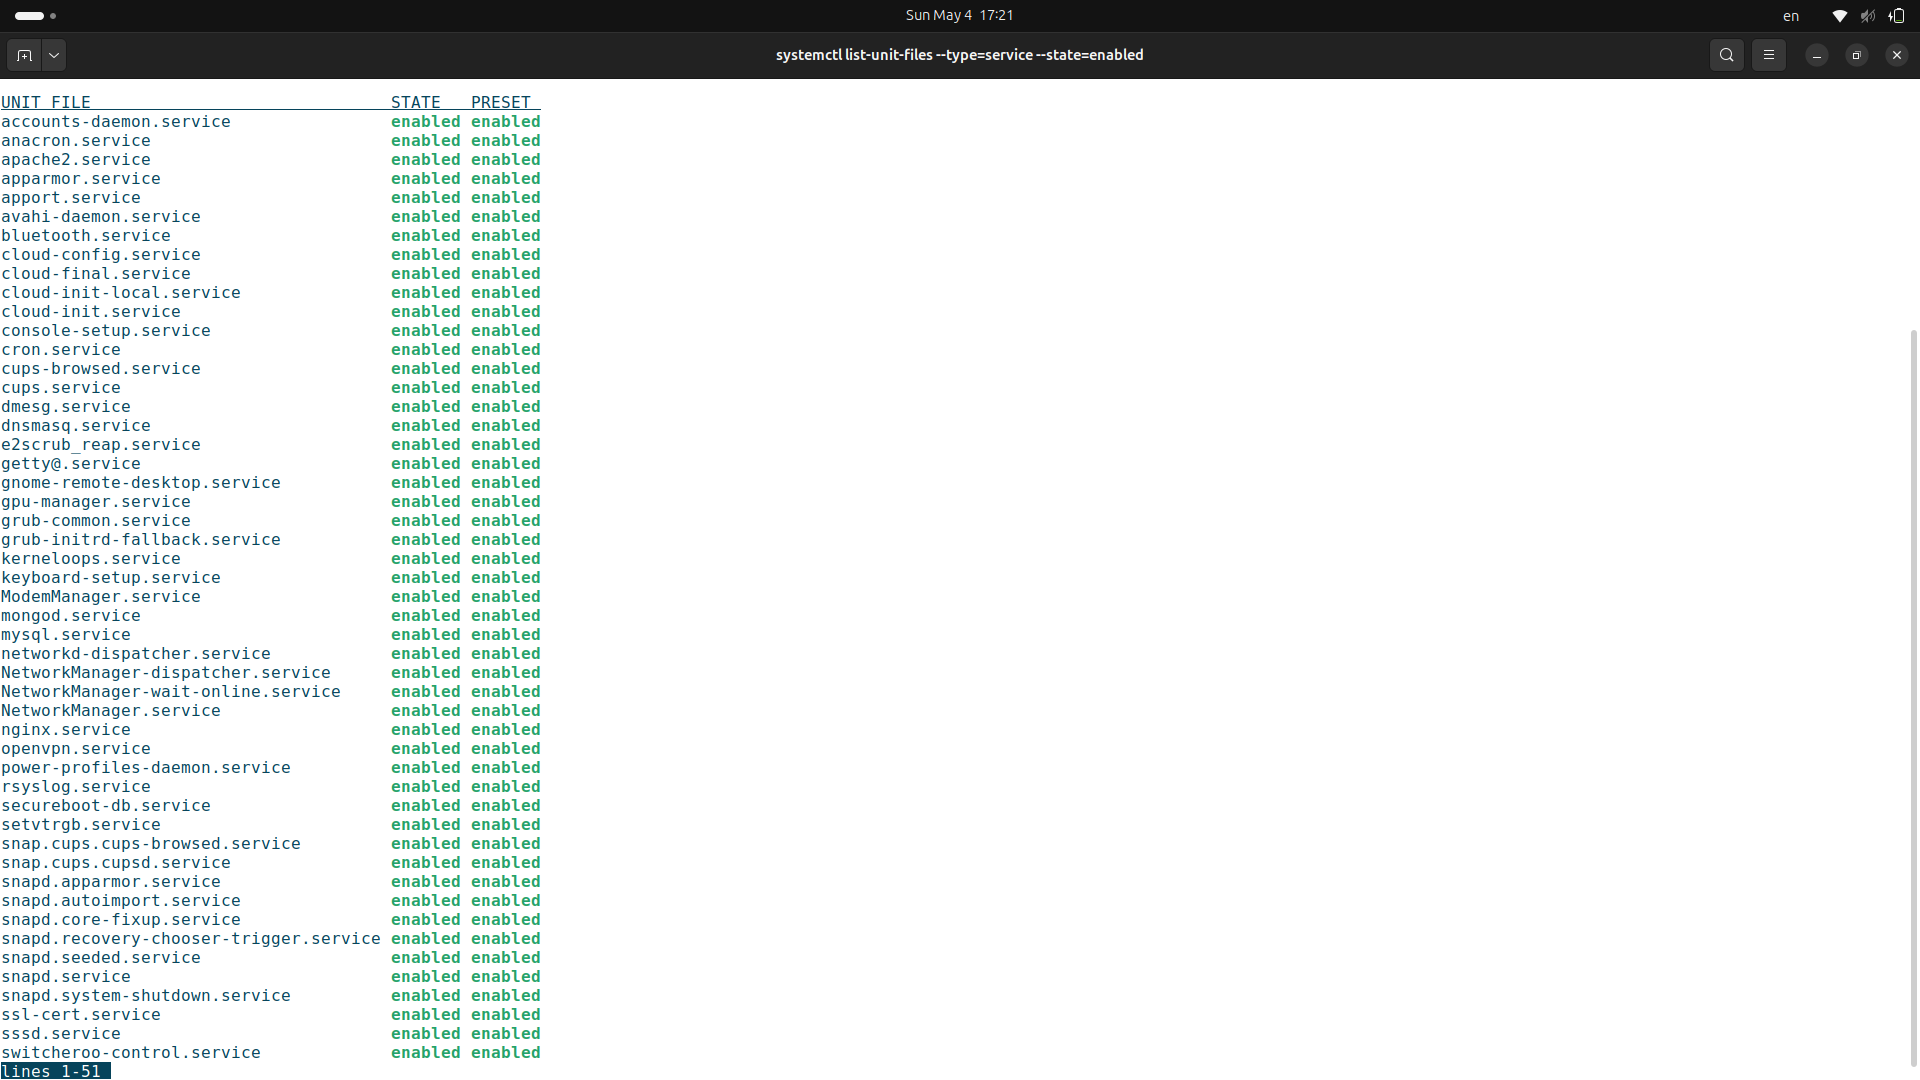 Sun May 4 17:21
en
systemctl list-unit-files --type=service --state=enabled
UNIT FILE STATE PRESET
accounts-daemon.service enabled enabled
anacron.service enabled enabled
apache2.service enabled enabled
apparmor.service enabled enabled
apport.service enabled enabled
avahi-daemon.service enabled enabled
bluetooth.service enabled enabled
cloud-config.service enabled enabled
cloud-final.service enabled enabled
cloud-init-local.service enabled enabled
cloud-init.service enabled enabled
console-setup.service enabled enabled
cron.service enabled enabled
cups-browsed.service enabled enabled
cups.service enabled enabled
dmesg.service enabled enabled
dnsmasq.service enabled enabled
e2scrub_reap.service enabled enabled
getty@.service enabled enabled
gnome-remote-desktop.service enabled enabled
gpu-manager.service enabled enabled
grub-common.service enabled enabled
grub-initrd-fallback.service enabled enabled
kerneloops.service enabled enabled
keyboard-setup.service enabled enabled
ModemManager.service enabled enabled
mongod.service enabled enabled
mysql.service enabled enabled
networkd-dispatcher.service enabled enabled
NetworkManager-dispatcher.service enabled enabled
NetworkManager-wait-online.service enabled enabled
NetworkManager.service enabled enabled
nginx.service enabled enabled
openvpn.service enabled enabled
power-profiles-daemon.service enabled enabled
rsyslog.service enabled enabled
secureboot-db.service enabled enabled
setvtrgb.service enabled enabled
snap.cups.cups-browsed.service enabled enabled
snap.cups.cupsd.service enabled enabled
snapd.apparmor.service enabled enabled
snapd.autoimport.service enabled enabled
snapd.core-fixup.service enabled enabled
snapd.recovery-chooser-trigger.service enabled enabled
snapd.seeded.service enabled enabled
snapd.service enabled enabled
snapd.system-shutdown.service enabled enabled
ssl-cert.service enabled enabled
sssd.service enabled enabled
switcheroo-control.service enabled enabled
lines 1-51